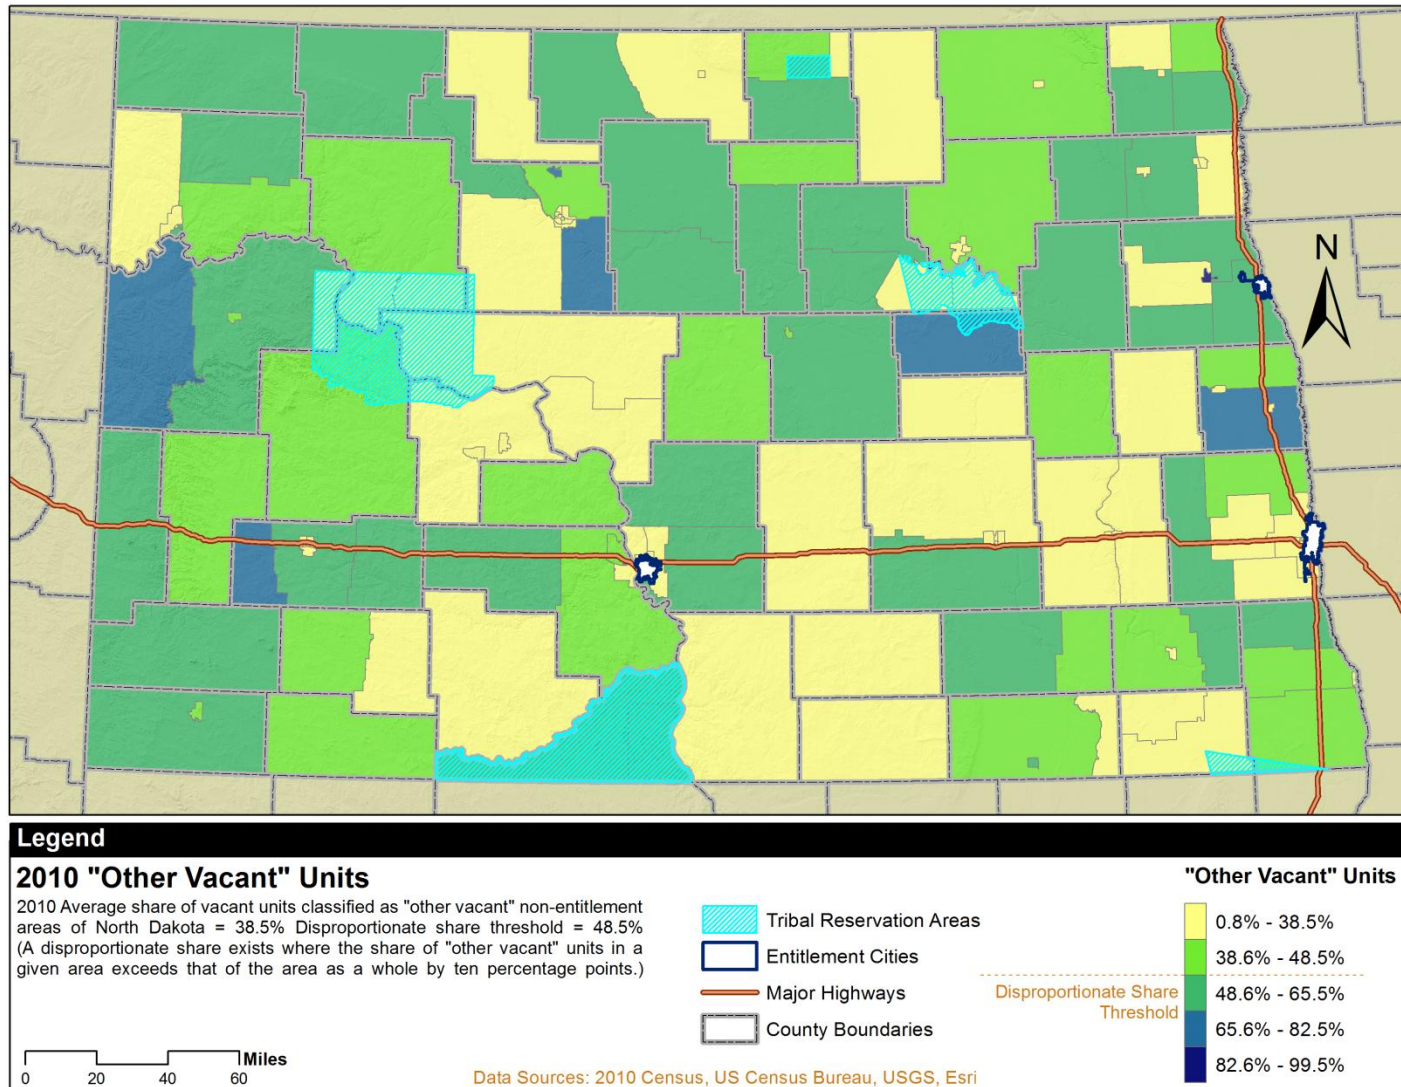 N
Legend
2010 "Other Vacant" Units
2010 Average share of vacant units classified as "other vacant" non-entitlement
areas of North Dakota = 38.5% Disproportionate share threshold = 48.5%
(A disproportionate share exists where the share of "other vacant" units in a
given area exceeds that of the area as a whole by ten percentage points.)
Miles
0 20 40 60
Tribal Reservation Areas
Entitlement Cities
Major Highways
County Boundaries
Data Sources: 2010 Census, US Census Bureau, USGS, Esri
"Other Vacant" Units
0.8% - 38.5%
38.6% - 48.5%
Disproportionate Share
Threshold
48.6% - 65.5%
65.6% - 82.5%
82.6% - 99.5%